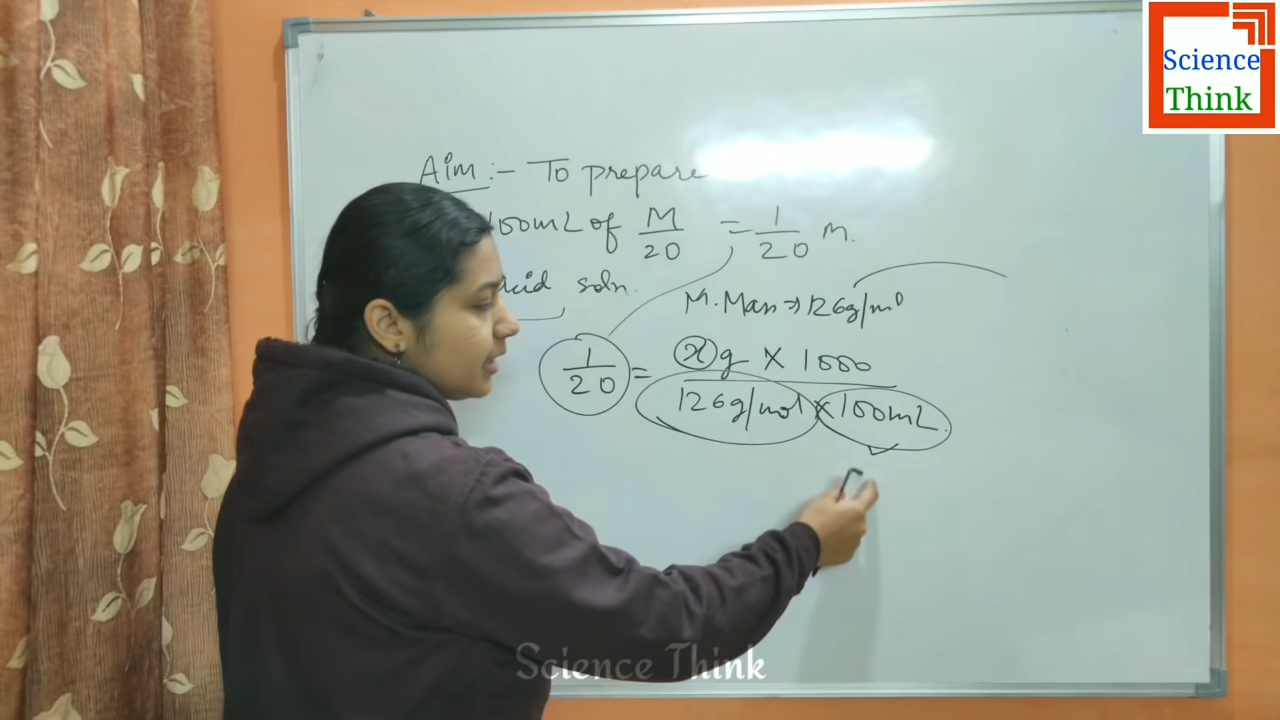 Science
Think
Aim :- To prepare
100mL of M/20 = 1/20 M.
acid soln.
M. Mass ⇒ 126g/mol
1/20 = x g × 1000 / 126g/mol × 100mL
Science Think